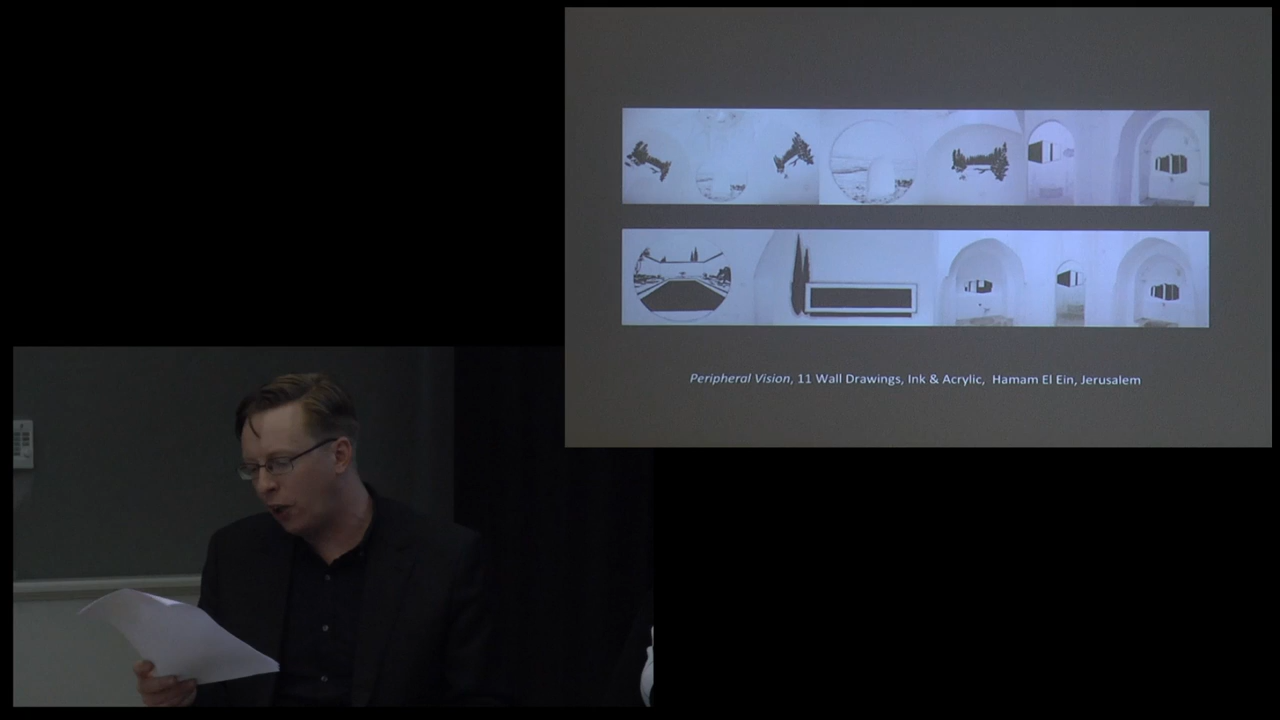 Peripheral Vision, 11 Wall Drawings, Ink & Acrylic, Hamam El Ein, Jerusalem